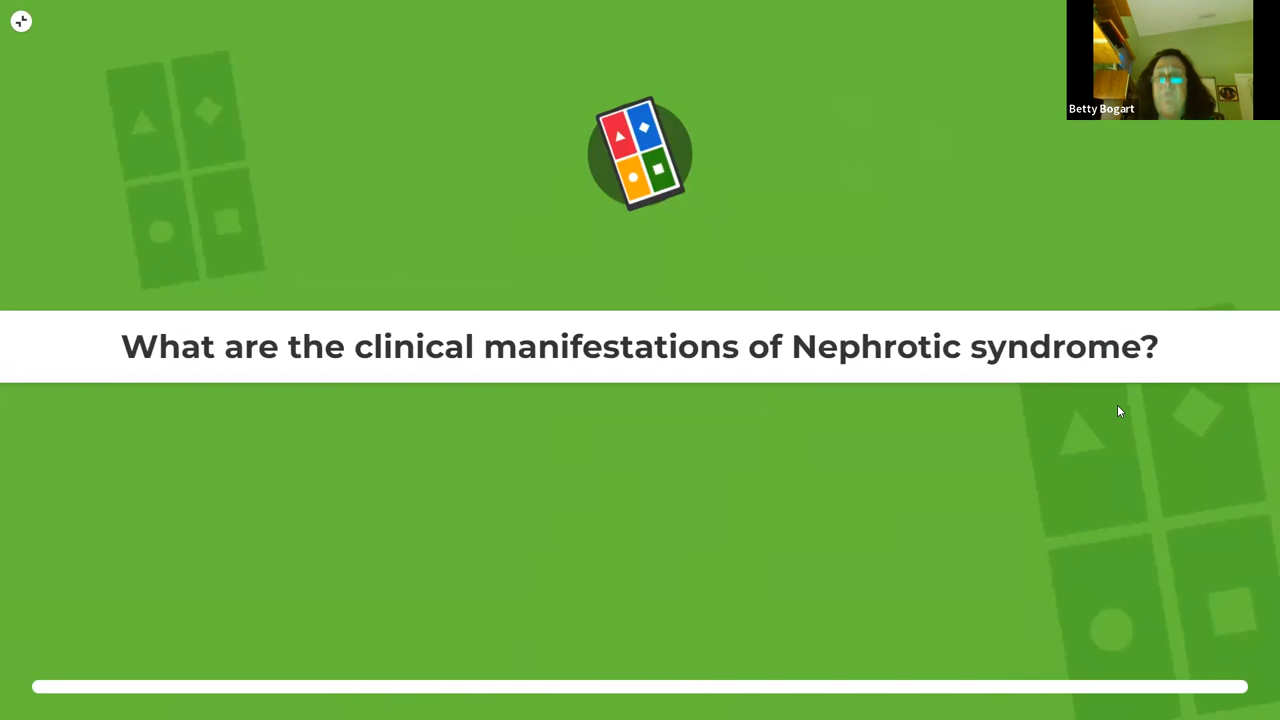 Betty Bogart
What are the clinical manifestations of Nephrotic syndrome?